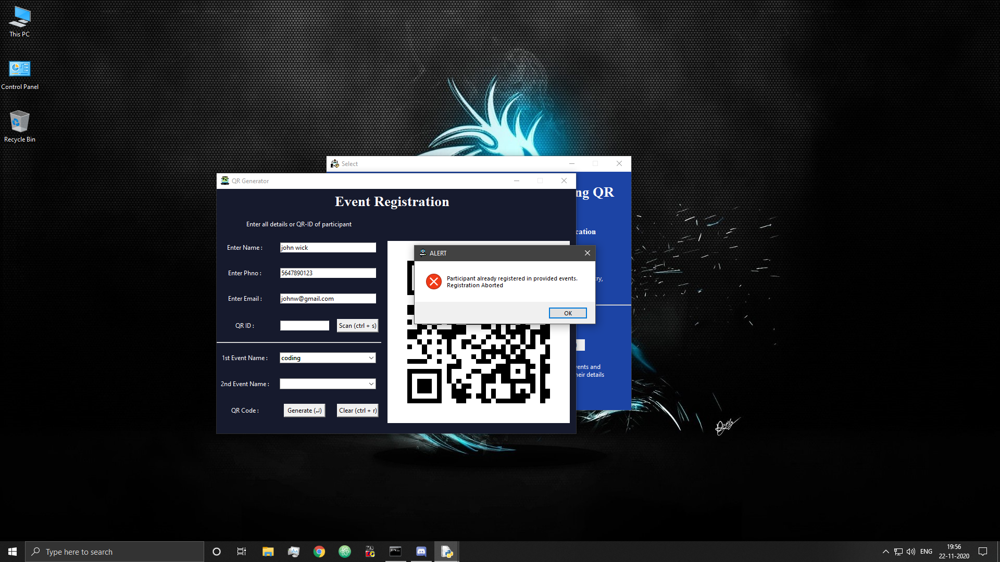 This PC
Control Panel
Recycle Bin
Select
ng QR
cation
ry,
vents and
heir details
QR Generator
Event Registration
Enter all details or QR-ID of participant
Enter Name :
john wick
Enter Phno :
5647890123
Enter Email :
johnw@gmail.com
QR ID :
Scan (ctrl + s)
1st Event Name :
coding
2nd Event Name :
QR Code :
Generate (↵)
Clear (ctrl + r)
ALERT
Participant already registered in provided events.
Registration Aborted
OK
Type here to search
ENG
19:56
22-11-2020